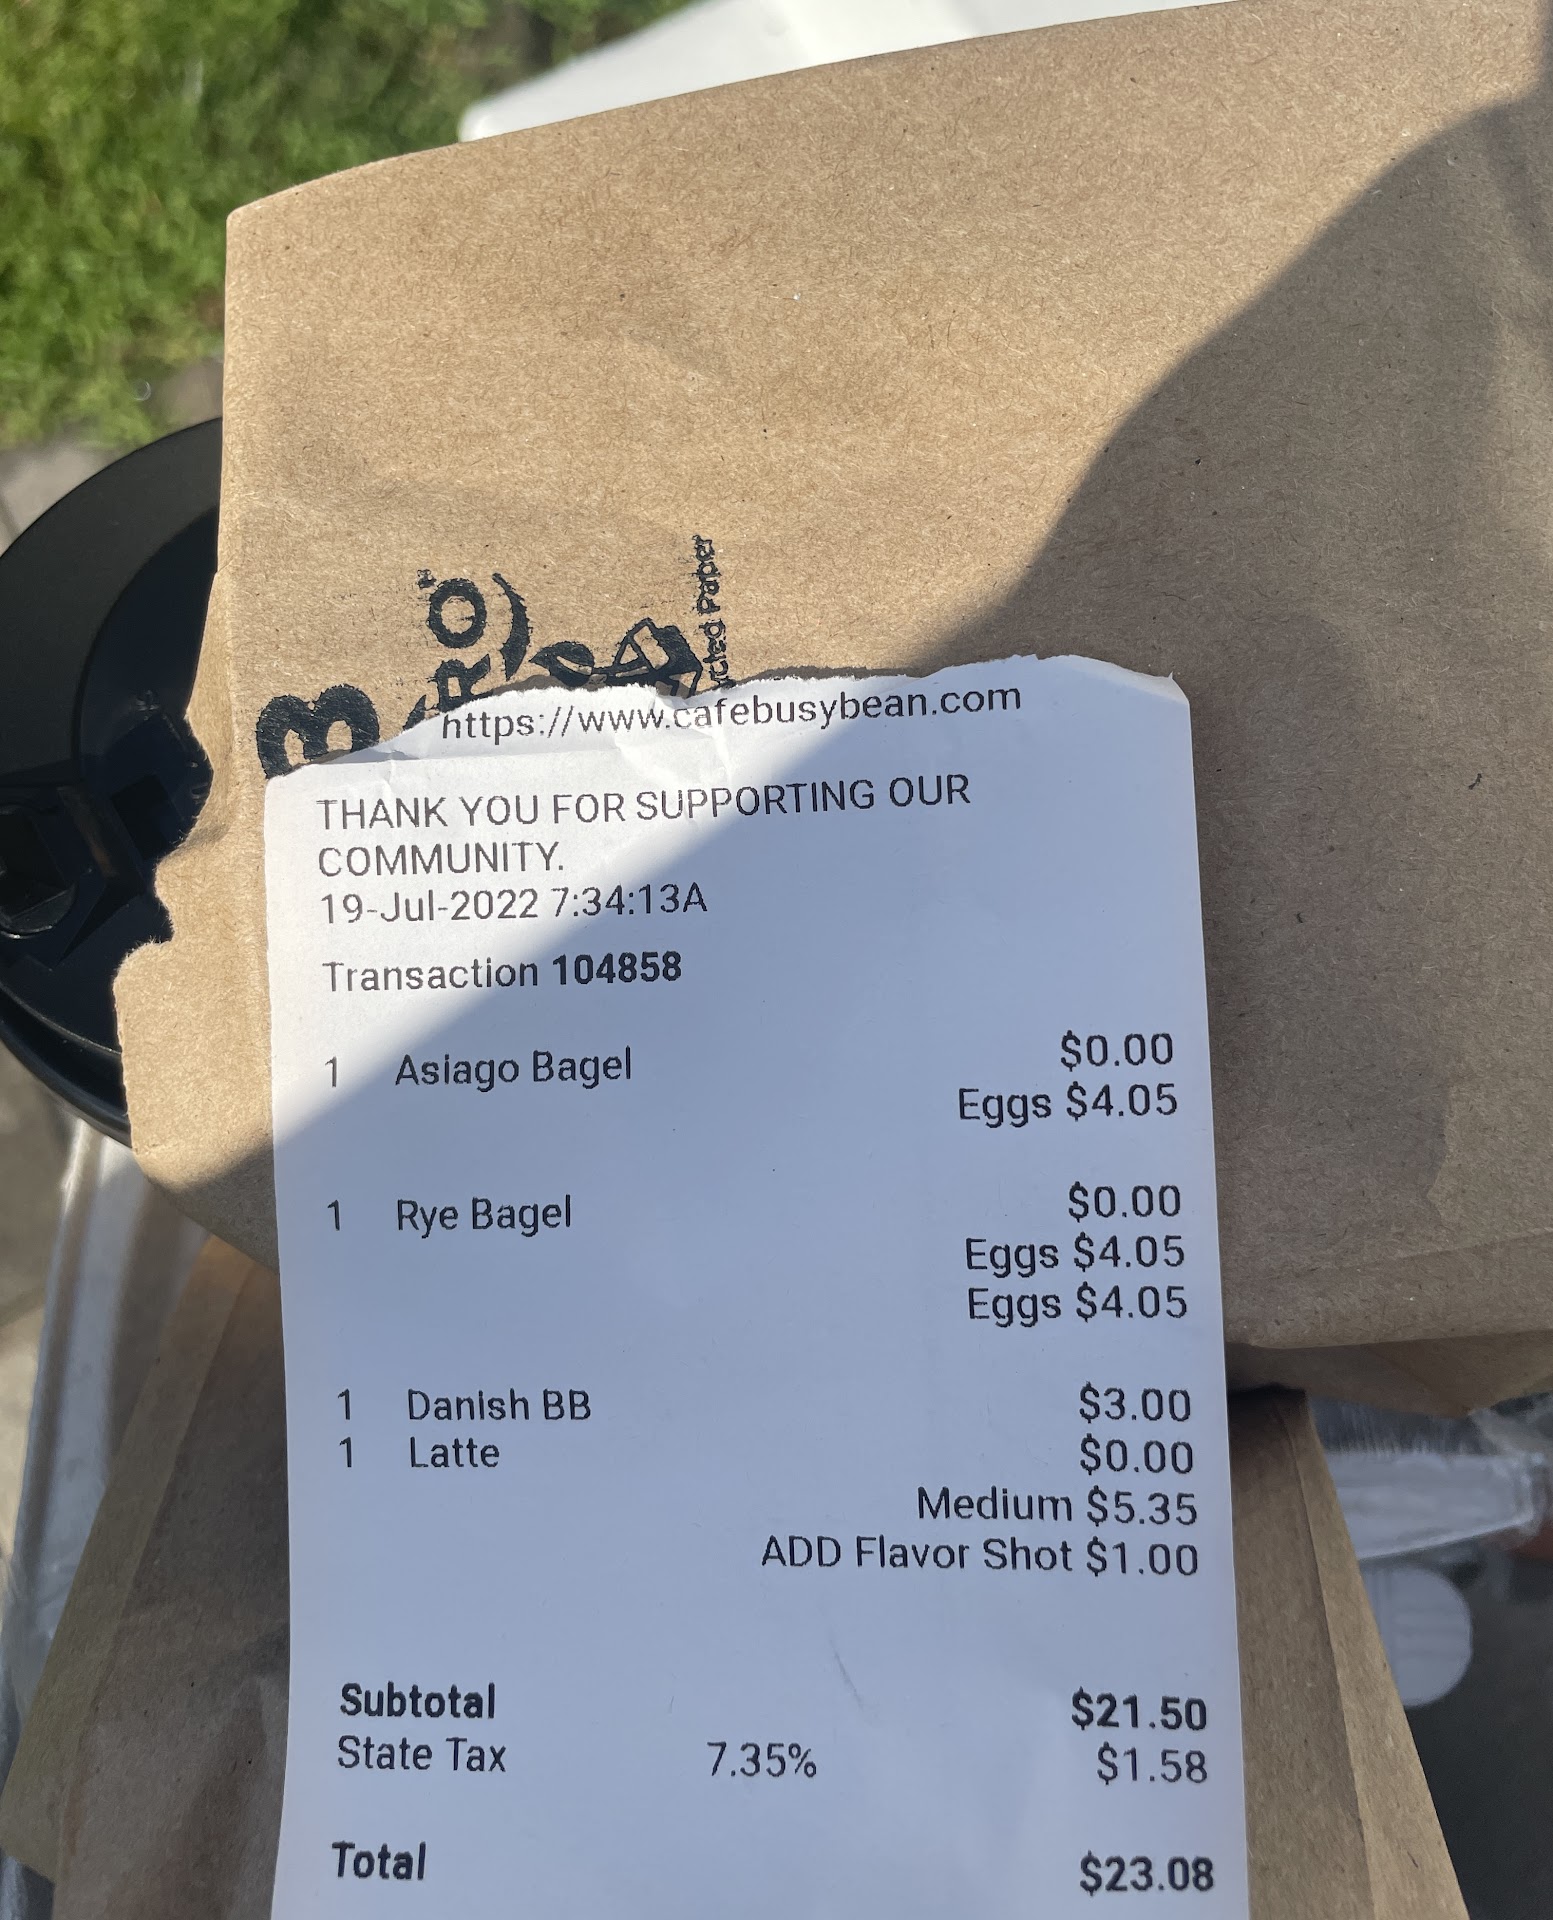 B
RO
cted Paper
https://www.cafebusybean.com
THANK YOU FOR SUPPORTING OUR
COMMUNITY.
19-Jul-2022 7:34:13A
Transaction 104858
1 Asiago Bagel $0.00
Eggs $4.05
1 Rye Bagel $0.00
Eggs $4.05
Eggs $4.05
1 Danish BB $3.00
1 Latte $0.00
Medium $5.35
ADD Flavor Shot $1.00
Subtotal $21.50
State Tax 7.35% $1.58
Total $23.08